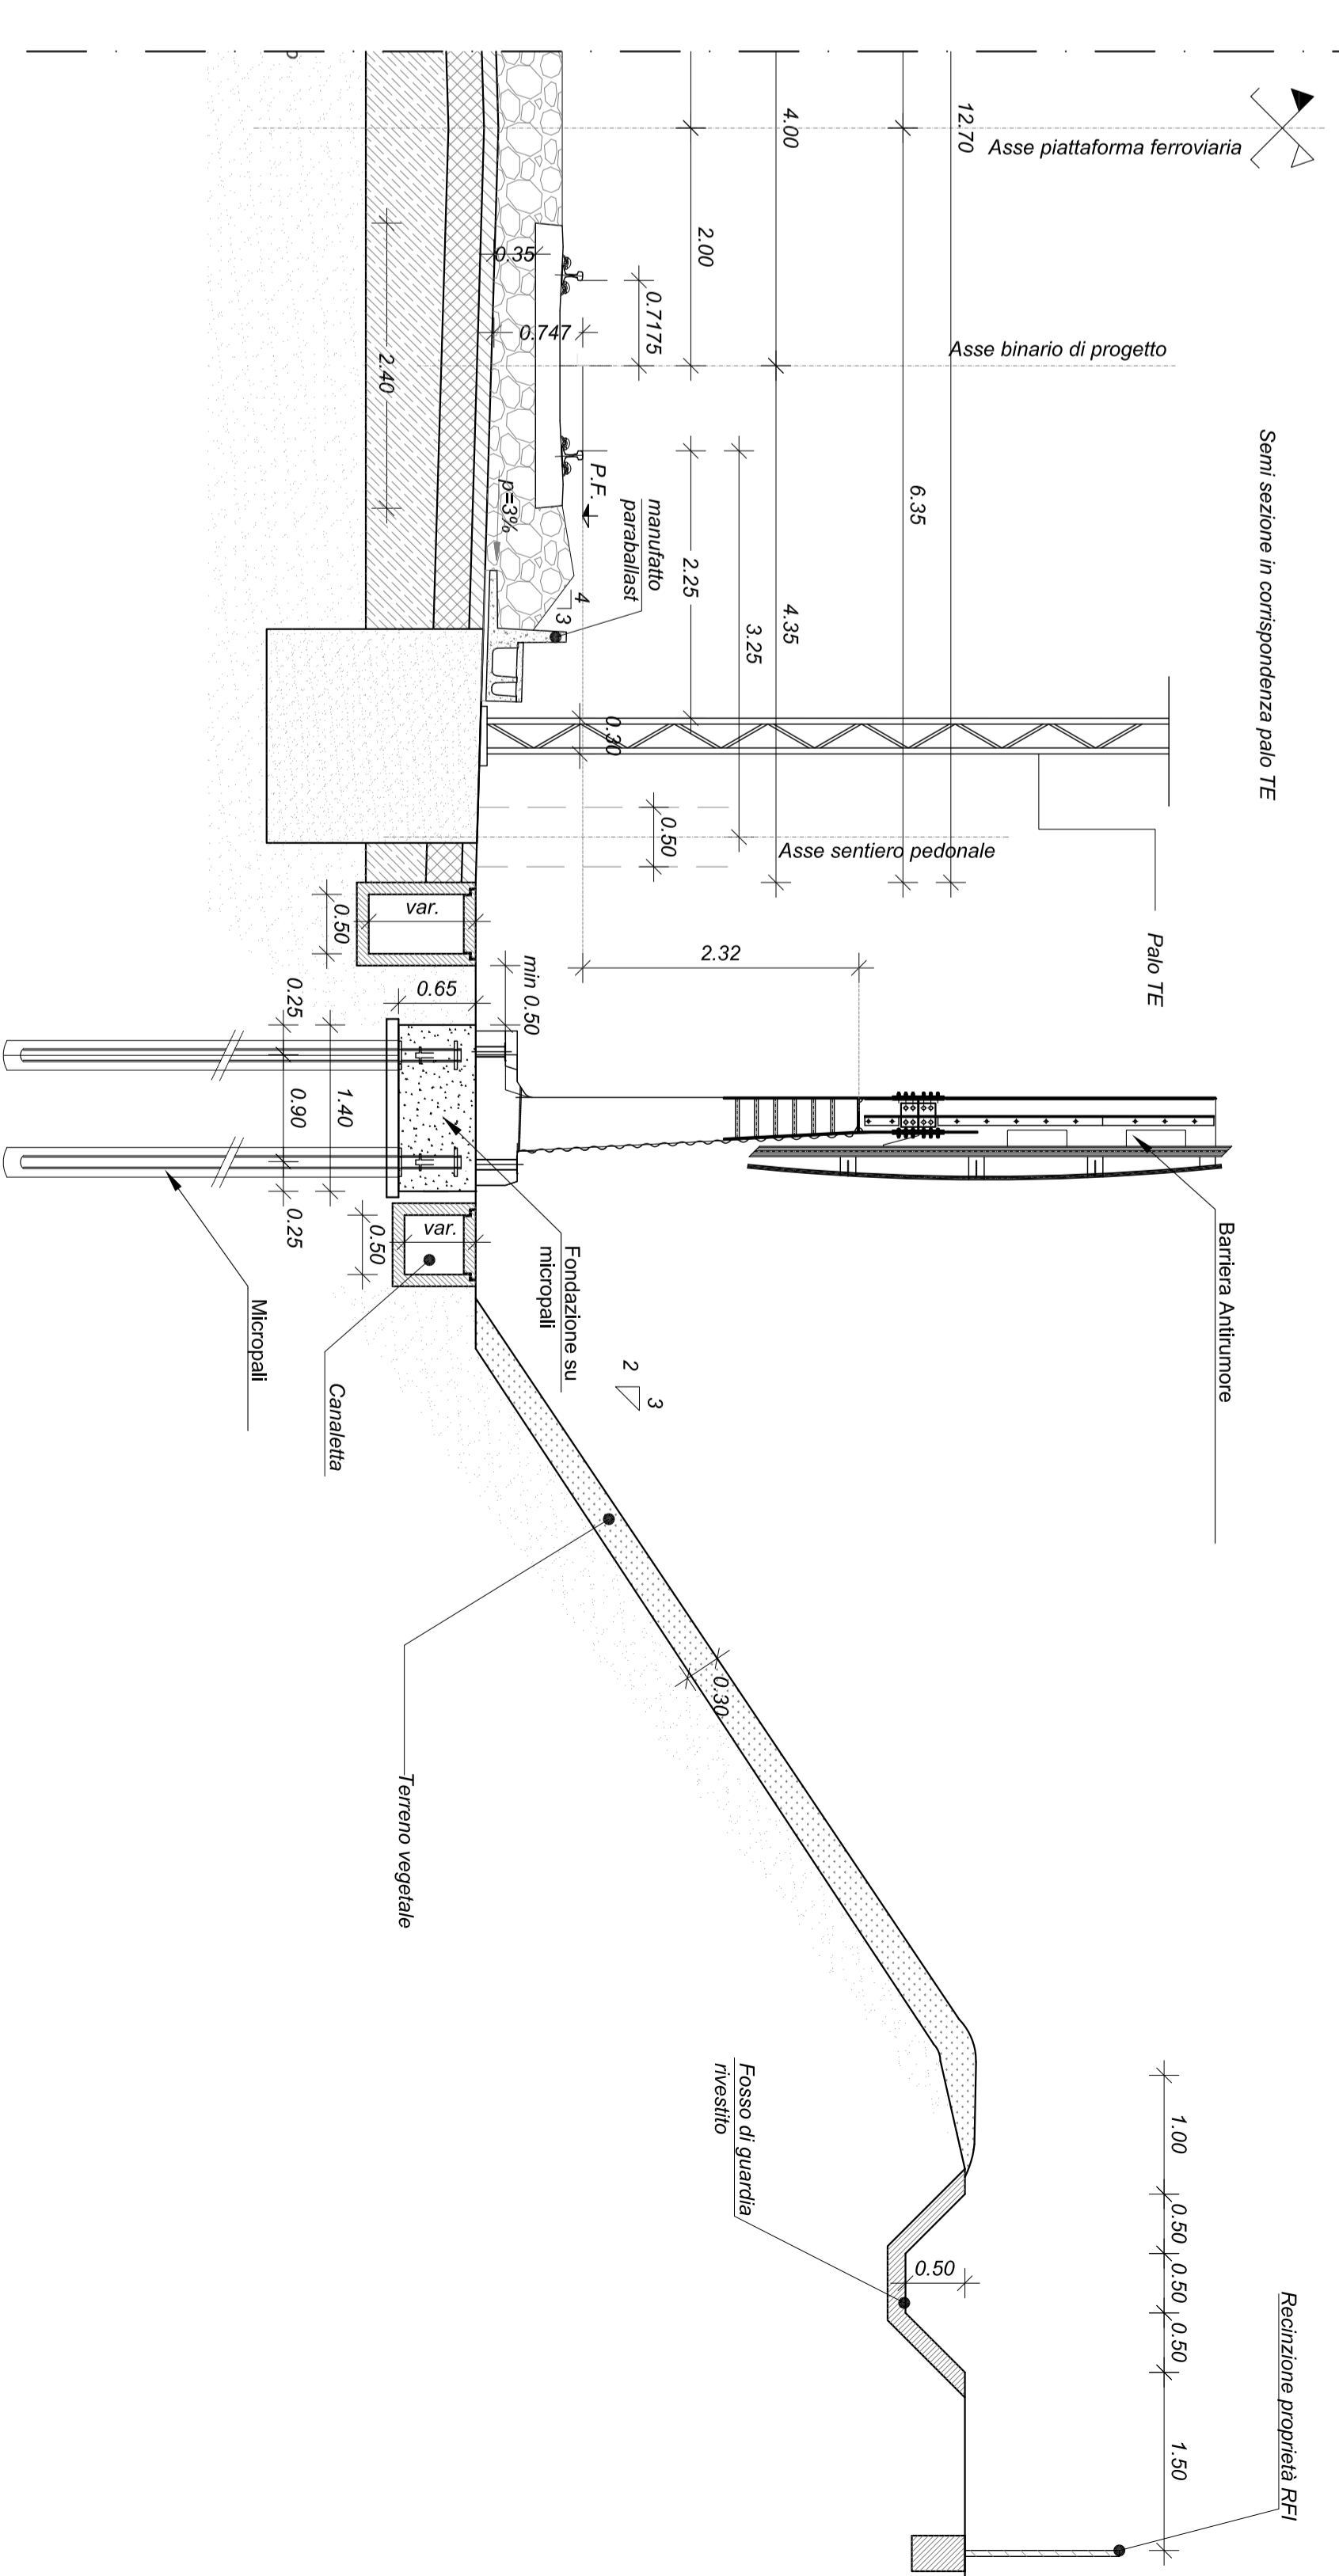 Semi sezione in corrispondenza palo TE
Asse piattaforma ferroviaria
12.70
6.35
4.00
4.35
2.00
2.25
3.25
0.7175
Asse binario di progetto
0.35
0.747
2.40
P.F.
p=3%
manufatto
paraballast
4
3
0.30
0.50
Asse sentiero pedonale
Palo TE
var.
0.50
2.32
min 0.50
0.65
0.25
0.90
0.25
1.40
Barriera Antirumore
Fondazione su
micropali
var.
0.50
Micropali
Canaletta
2
3
Terreno vegetale
0.30
Fosso di guardia
rivestito
0.50
1.00
0.50
0.50
0.50
1.50
Recinzione proprietà RFI